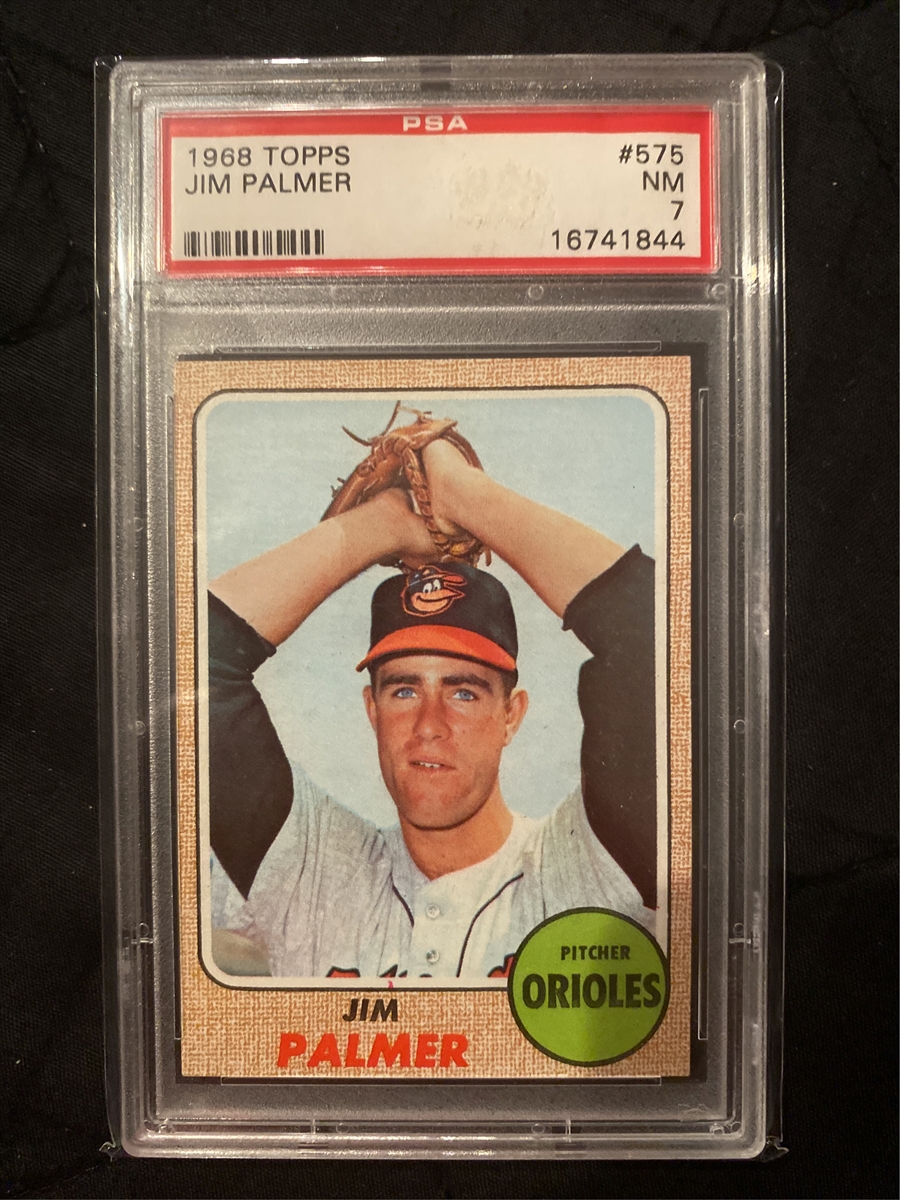 PSA
1968 TOPPS #575
JIM PALMER NM
7
16741844
PITCHER
ORIOLES
JIM
PALMER